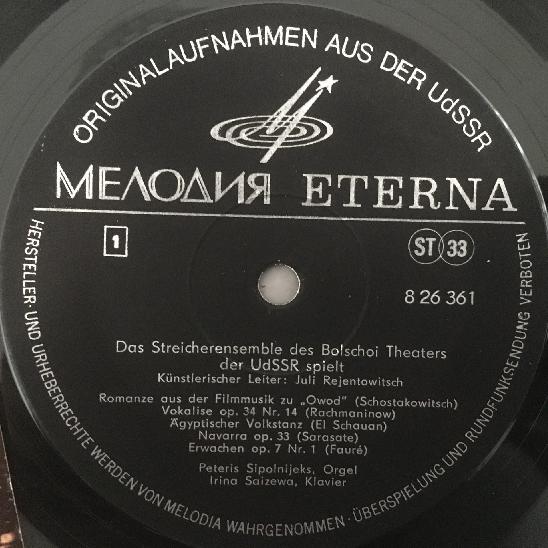 ORIGINALAUFNAHMEN AUS DER UdSSR
МЕЛОДИЯ ETERNA
1
ST 33
8 26 361
Das Streicherensemble des Bolschoi Theaters
der UdSSR spielt
Künstlerischer Leiter: Juli Rejentowitsch
Romanze aus der Filmmusik zu „Owod" (Schostakowitsch)
Vokalise op. 34 Nr. 14 (Rachmaninow)
Ägyptischer Volkstanz (El Schauan)
Navarra op. 33 (Sarasate)
Erwachen op. 7 Nr. 1 (Fauré)
Peteris Sipolnijeks, Orgel
Irina Saizewa, Klavier
HERSTELLER- UND URHEBERRECHTE WERDEN VON MELODIA WAHRGENOMMEN · ÜBERSPIELUNG UND RUNDFUNKSENDUNG VERBOTEN